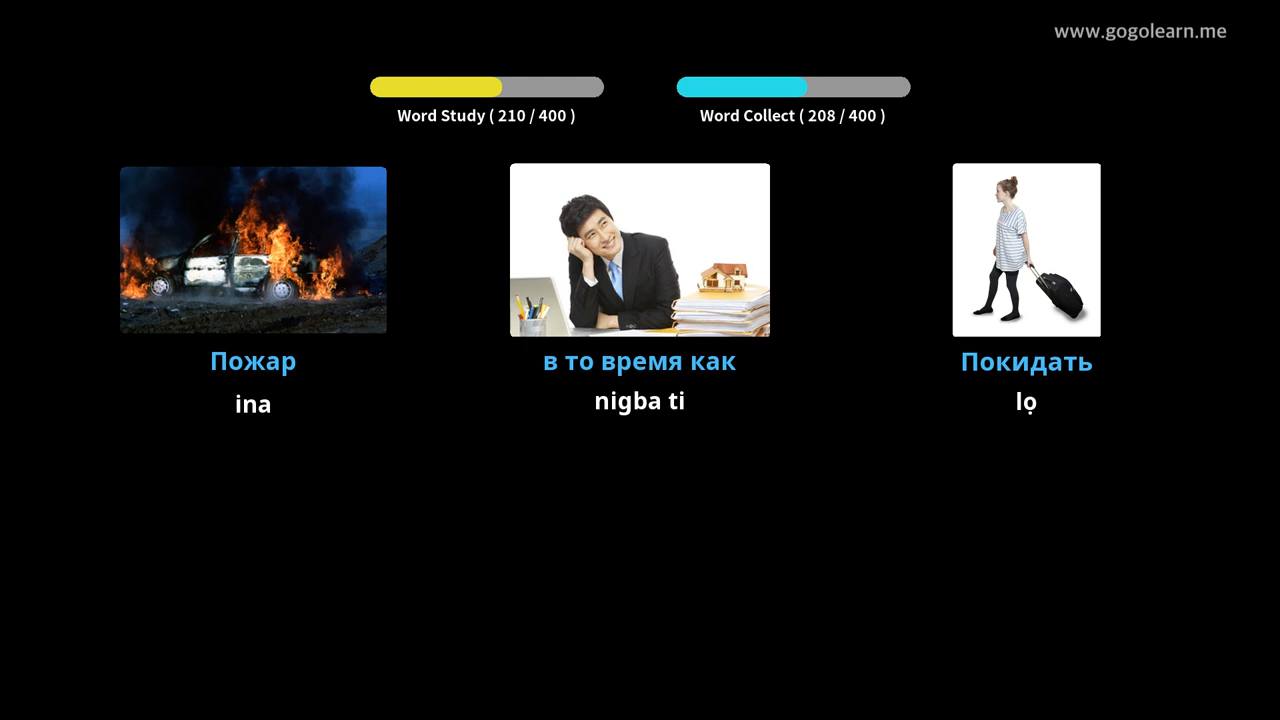 www.gogolearn.me
Word Study ( 210 / 400 )
Word Collect ( 208 / 400 )
Пожар
в то время как
Покидать
ina
nigba ti
lọ